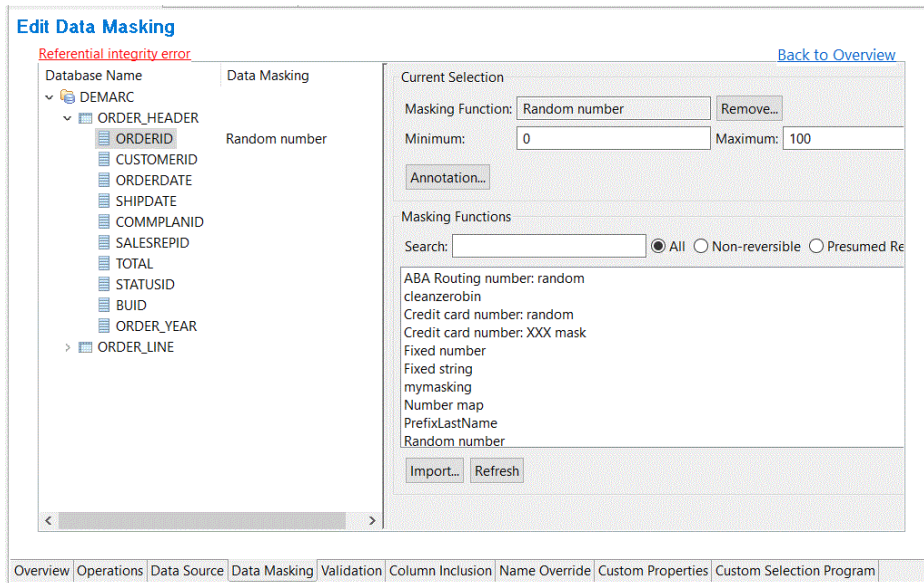 Edit Data Masking
Referential integrity error
Back to Overview
Database Name Data Masking
DEMARC
ORDER_HEADER
ORDERID Random number
CUSTOMERID
ORDERDATE
SHIPDATE
COMMPLANID
SALESREPID
TOTAL
STATUSID
BUID
ORDER_YEAR
ORDER_LINE
Current Selection
Masking Function: Random number Remove...
Minimum: 0 Maximum: 100
Annotation...
Masking Functions
Search: All Non-reversible Presumed Re
ABA Routing number: random
cleanzerobin
Credit card number: random
Credit card number: XXX mask
Fixed number
Fixed string
mymasking
Number map
PrefixLastName
Random number
Import... Refresh
Overview Operations Data Source Data Masking Validation Column Inclusion Name Override Custom Properties Custom Selection Program